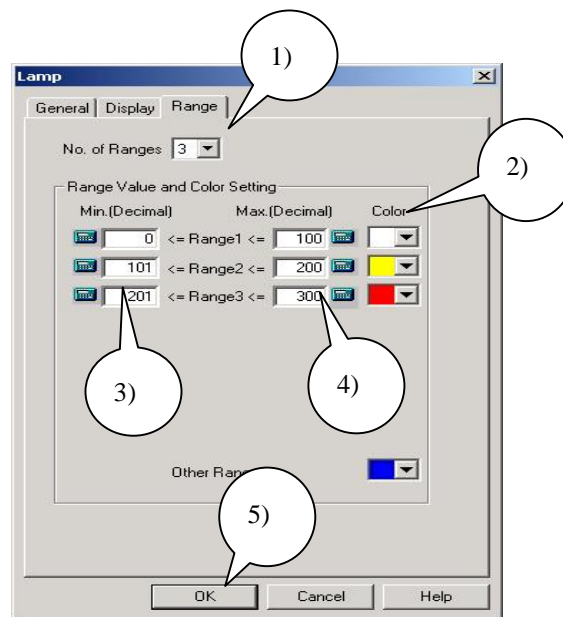 1)
Lamp
General Display Range
No. of Ranges 3
2)
Range Value and Color Setting
Min.(Decimal) Max.(Decimal) Color
0 <= Range1 <= 100
101 <= Range2 <= 200
201 <= Range3 <= 300
3) 4)
Other
5)
OK Cancel Help